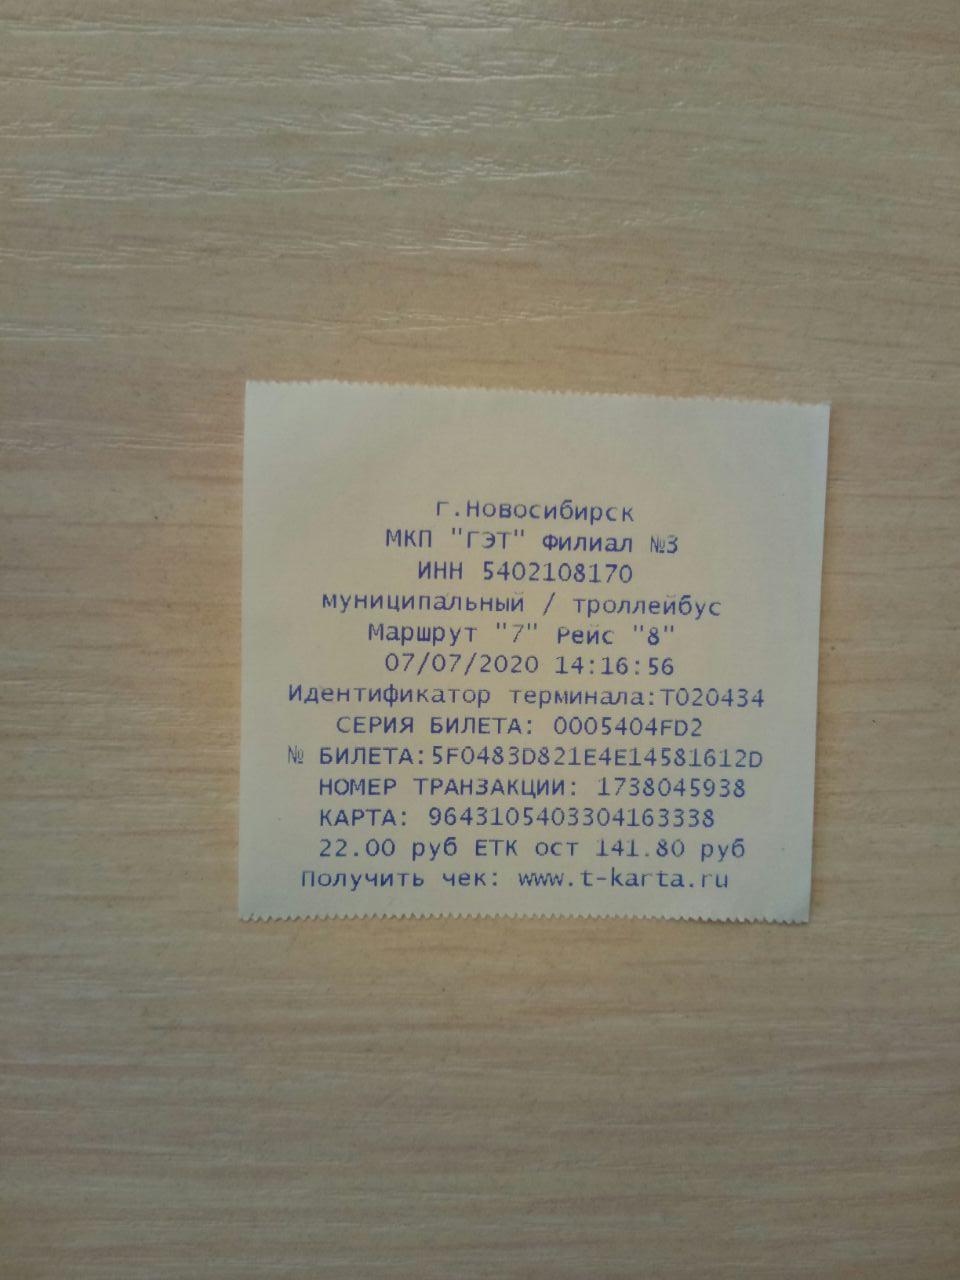 г.Новосибирск
МКП "ГЭТ" Филиал №3
ИНН 5402108170
муниципальный / троллейбус
Маршрут "7" Рейс "8"
07/07/2020 14:16:56
Идентификатор терминала:T020434
СЕРИЯ БИЛЕТА: 0005404FD2
№ БИЛЕТА:5F0483D821E4E14581612D
НОМЕР ТРАНЗАКЦИИ: 1738045938
КАРТА: 9643105403304163338
22.00 руб ЕТК ост 141.80 руб
Получить чек: www.t-karta.ru